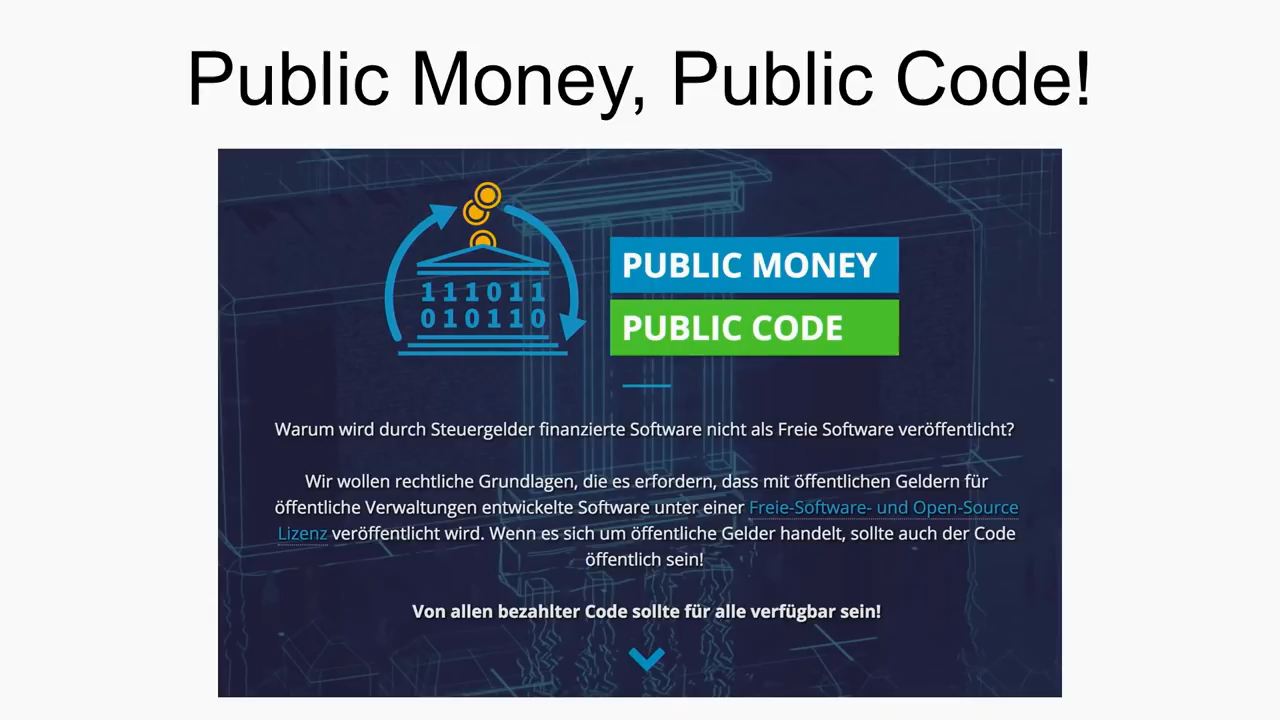 Public Money, Public Code!
111011
010110
PUBLIC MONEY
PUBLIC CODE
Warum wird durch Steuergelder finanzierte Software nicht als Freie Software veröffentlicht?
Wir wollen rechtliche Grundlagen, die es erfordern, dass mit öffentlichen Geldern für
öffentliche Verwaltungen entwickelte Software unter einer Freie-Software- und Open-Source
Lizenz veröffentlicht wird. Wenn es sich um öffentliche Gelder handelt, sollte auch der Code
öffentlich sein!
Von allen bezahlter Code sollte für alle verfügbar sein!